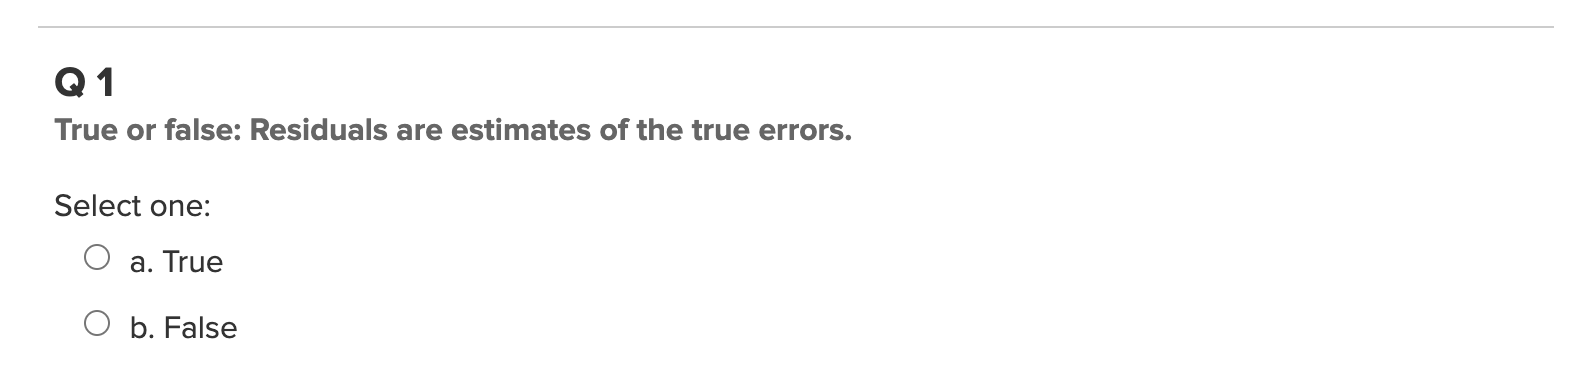 Q 1
True or false: Residuals are estimates of the true errors.
Select one:
a. True
b. False